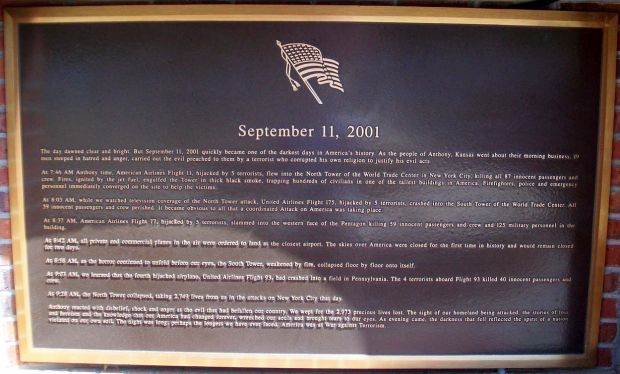 September 11, 2001
The day dawned clear and bright. But September 11, 2001 quickly became one of the darkest days in America's history. As the people of Anthony, Kansas went about their morning business, 19
men steeped in hatred and anger, carried out the evil preached to them by a terrorist who corrupted his own religion to justify his evil acts.
At 7:46 AM Anthony time, American Airlines Flight 11, hijacked by 5 terrorists, flew into the North Tower of the World Trade Center in New York City, killing all 87 innocent passengers and
crew. Fires, ignited by the jet fuel, engulfed the Tower in thick black smoke, trapping hundreds of civilians in one of the tallest buildings in America. Firefighters, police and emergency
personnel immediately converged on the site to help the victims.
At 8:03 AM, while we watched television coverage of the North Tower attack, United Airlines Flight 175, hijacked by 5 terrorists, crashed into the South Tower of the World Trade Center. All
59 innocent passengers and crew perished. It became obvious to all that a coordinated Attack on America was taking place.
At 8:37 AM, American Airlines Flight 77, hijacked by 5 terrorists, slammed into the western face of the Pentagon killing 59 innocent passengers and crew and 125 military personnel in the
building.
At 8:42 AM, all private and commercial planes in the air were ordered to land at the closest airport. The skies over America were closed for the first time in history and would remain closed
for two days.
At 8:58 AM, as the horror continued to unfold before our eyes, the South Tower, weakened by fire, collapsed floor by floor onto itself.
At 9:03 AM, we learned that the fourth hijacked airplane, United Airlines Flight 93, had crashed into a field in Pennsylvania. The 4 terrorists aboard Flight 93 killed 40 innocent passengers and
crew.
At 9:28 AM, the North Tower collapsed, taking 2,749 lives from us in the attacks on New York City that day.
Anthony reacted with disbelief, shock and anger at the evil that had befallen our country. We wept for the 2,973 precious lives lost. The sight of our homeland being attacked, the stories of loss
and heroism and the knowledge that our America had changed forever, wrenched our souls and brought tears to our eyes. As evening came, the darkness that fell reflected the spirit of a nation
violated on our own soil. The night was long; perhaps the longest we have ever faced. America was at War against Terrorism.